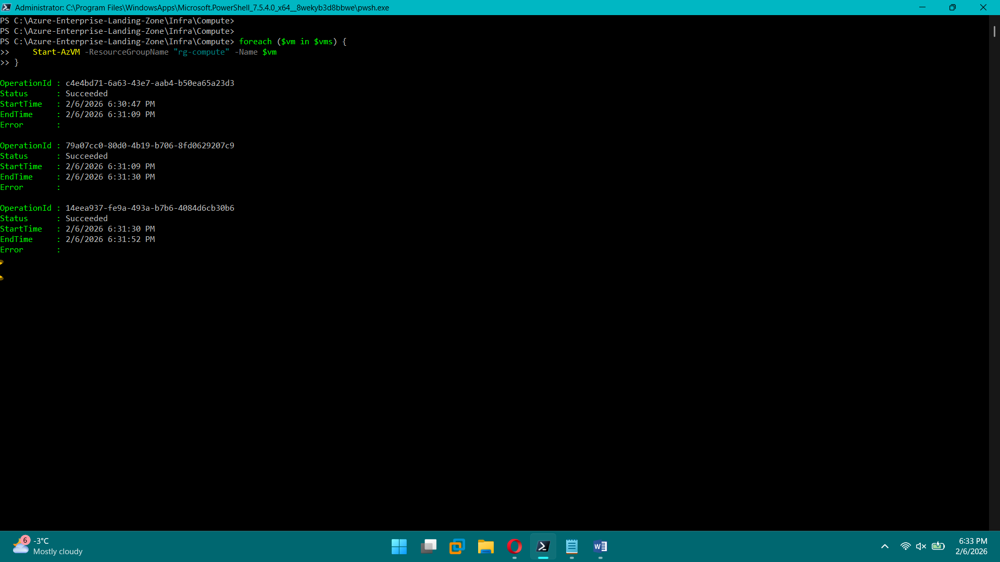 Administrator: C:\Program Files\WindowsApps\Microsoft.PowerShell_7.5.4.0_x64__8wekyb3d8bbwe\pwsh.exe
PS C:\Azure-Enterprise-Landing-Zone\Infra\Compute>
PS C:\Azure-Enterprise-Landing-Zone\Infra\Compute>
PS C:\Azure-Enterprise-Landing-Zone\Infra\Compute> foreach ($vm in $vms) {
>>     Start-AzVM -ResourceGroupName "rg-compute" -Name $vm
>> }
OperationId : c4e4bd71-6a63-43e7-aab4-b50ea65a23d3
Status      : Succeeded
StartTime   : 2/6/2026 6:30:47 PM
EndTime     : 2/6/2026 6:31:09 PM
Error       :
OperationId : 79a07cc0-80d0-4b19-b706-8fd0629207c9
Status      : Succeeded
StartTime   : 2/6/2026 6:31:09 PM
EndTime     : 2/6/2026 6:31:30 PM
Error       :
OperationId : 14eea937-fe9a-493a-b7b6-4084d6cb30b6
Status      : Succeeded
StartTime   : 2/6/2026 6:31:30 PM
EndTime     : 2/6/2026 6:31:52 PM
Error       :
6
-3°C
Mostly cloudy
W
6:33 PM
2/6/2026